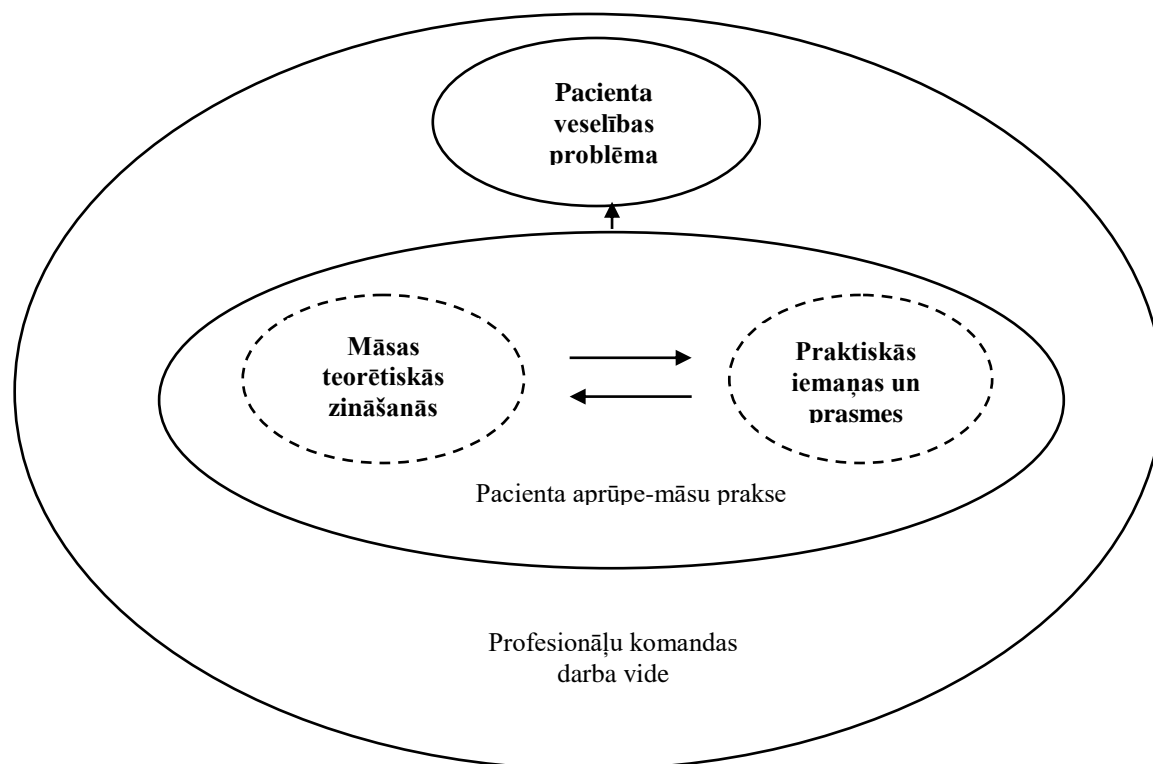 Pacienta
veselības
problēma
Māsas
teorētiskās
zināšanās
Praktiskās
iemaņas un
prasmes
Pacienta aprūpe-māsu prakse
Profesionāļu komandas
darba vide